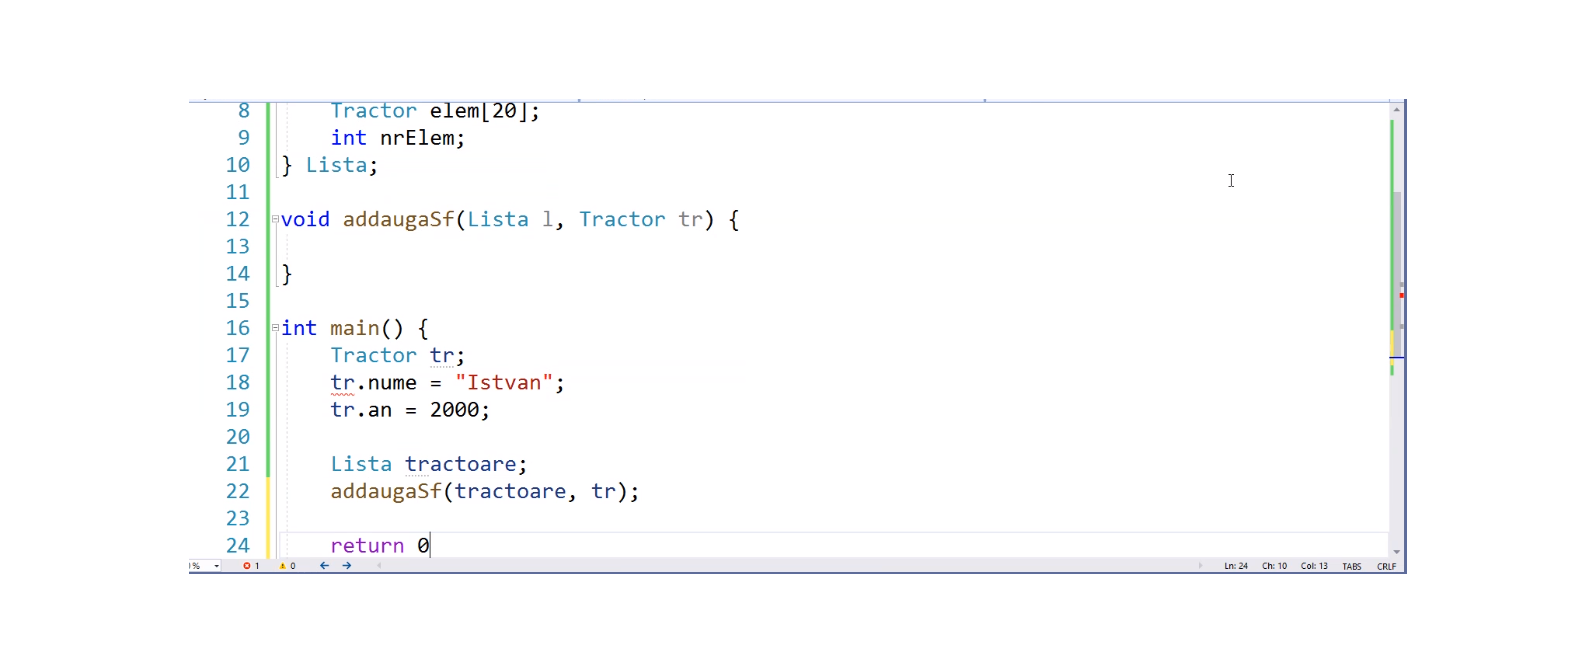 8 Tractor elem[20];
9 int nrElem;
10 } Lista;
11
12 void addaugaSf(Lista l, Tractor tr) {
13
14 }
15
16 int main() {
17 Tractor tr;
18 tr.nume = "Istvan";
19 tr.an = 2000;
20
21 Lista tractoare;
22 addaugaSf(tractoare, tr);
23
24 return 0
% 1 0 Ln: 24 Ch: 10 Col: 13 TABS CRLF